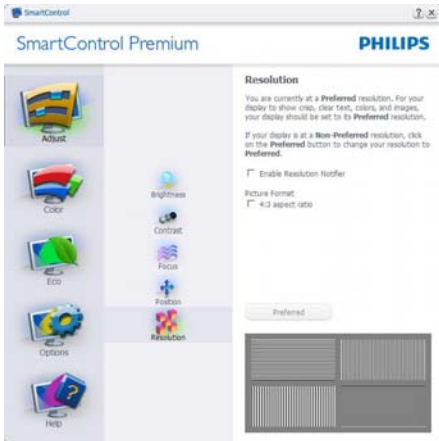 SmartControl
SmartControl Premium
PHILIPS
Adjust
Color
Eco
Options
Help
Brightness
Contrast
Focus
Position
Resolution
Resolution
You are currently at a Preferred resolution. For your
display to show crisp, clear text, colors, and images,
your display should be set to its Preferred resolution.
If your display is at a Non-Preferred resolution, click
on the Preferred button to change your resolution to
Preferred.
Enable Resolution Notifier
Picture Format
4:3 aspect ratio
Preferred